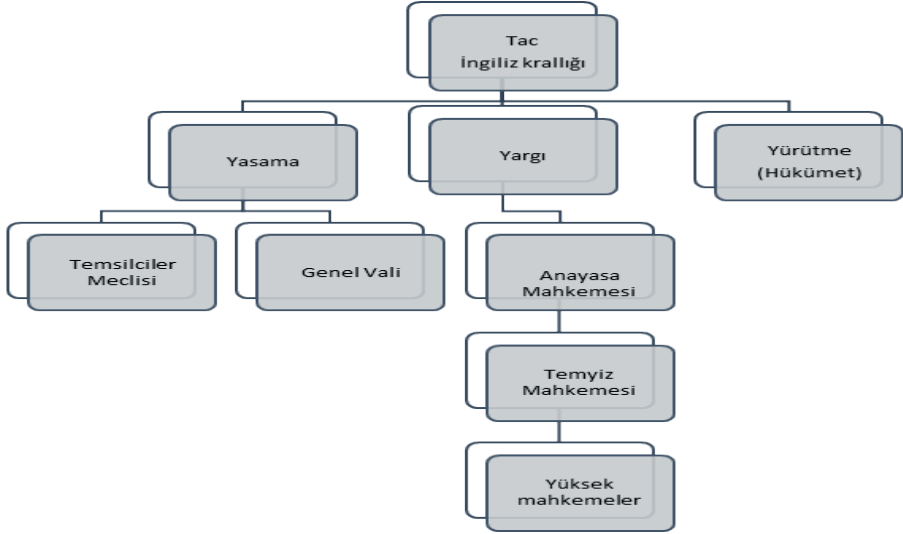 Tac
İngiliz krallığı
Yasama
Yargı
Yürütme
(Hükümet)
Temsilciler
Meclisi
Genel Vali
Anayasa
Mahkemesi
Temyiz
Mahkemesi
Yüksek
mahkemeler